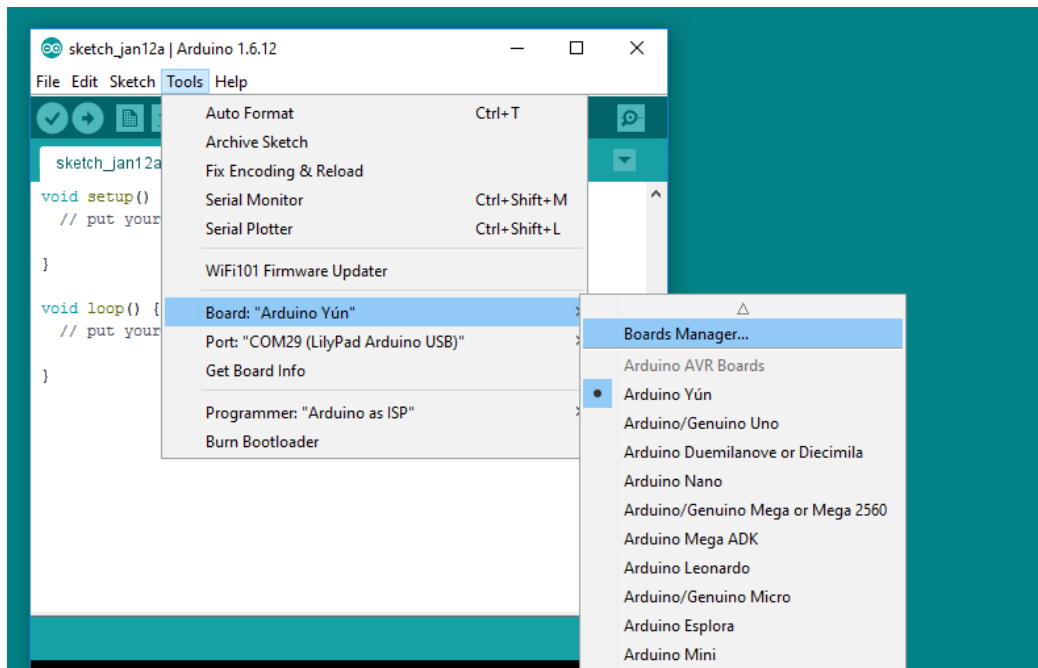 sketch_jan12a | Arduino 1.6.12
File Edit Sketch Tools Help
sketch_jan12a
void setup()
// put your
}
void loop() {
// put your
}
Auto Format Ctrl+T
Archive Sketch
Fix Encoding & Reload
Serial Monitor Ctrl+Shift+M
Serial Plotter Ctrl+Shift+L
WiFi101 Firmware Updater
Board: "Arduino Yún"
Port: "COM29 (LilyPad Arduino USB)"
Get Board Info
Programmer: "Arduino as ISP"
Burn Bootloader
Boards Manager...
Arduino AVR Boards
Arduino Yún
Arduino/Genuino Uno
Arduino Duemilanove or Diecimila
Arduino Nano
Arduino/Genuino Mega or Mega 2560
Arduino Mega ADK
Arduino Leonardo
Arduino/Genuino Micro
Arduino Esplora
Arduino Mini